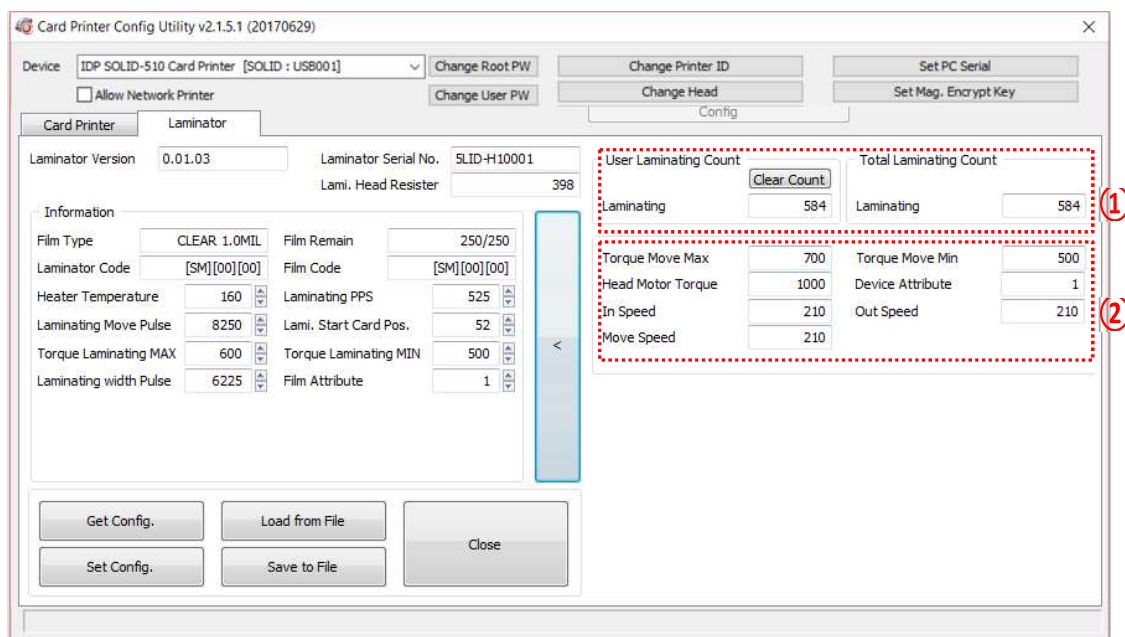 Card Printer Config Utility v2.1.5.1 (20170629)
Device IDP SOLID-510 Card Printer [SOLID : USB001] Change Root PW Change Printer ID Set PC Serial
Allow Network Printer Change User PW Change Head Set Mag. Encrypt Key
Config
Card Printer Laminator
Laminator Version 0.01.03 Laminator Serial No. 5LID-H10001
Lami. Head Resister 398
Information
Film Type CLEAR 1.0MIL Film Remain 250/250
Laminator Code [SM][00][00] Film Code [SM][00][00]
Heater Temperature 160 Laminating PPS 525
Laminating Move Pulse 8250 Lami. Start Card Pos. 52
Torque Laminating MAX 600 Torque Laminating MIN 500
Laminating width Pulse 6225 Film Attribute 1
<
User Laminating Count Total Laminating Count
Clear Count
Laminating 584 Laminating 584
①
Torque Move Max 700 Torque Move Min 500
Head Motor Torque 1000 Device Attribute 1
In Speed 210 Out Speed 210
②
Move Speed 210
Get Config. Load from File
Close
Set Config. Save to File